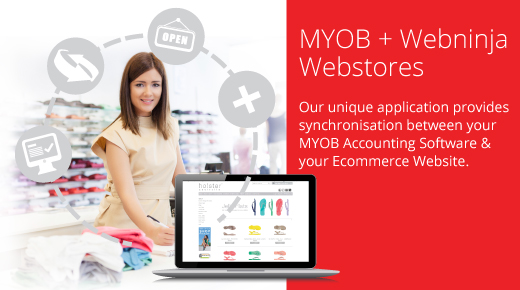 OPEN
MYOB + Webninja
Webstores
Our unique application provides
synchronisation between your
MYOB Accounting Software &
your Ecommerce Website.
holster